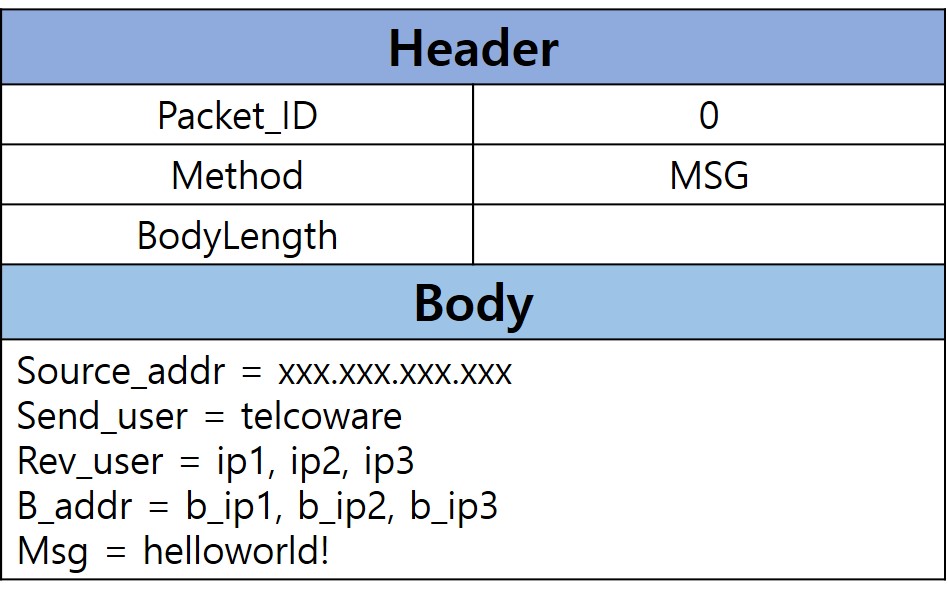 Header
Packet_ID 0
Method MSG
BodyLength
Body
Source_addr = xxx.xxx.xxx.xxx
Send_user = telcoware
Rev_user = ip1, ip2, ip3
B_addr = b_ip1, b_ip2, b_ip3
Msg = helloworld!